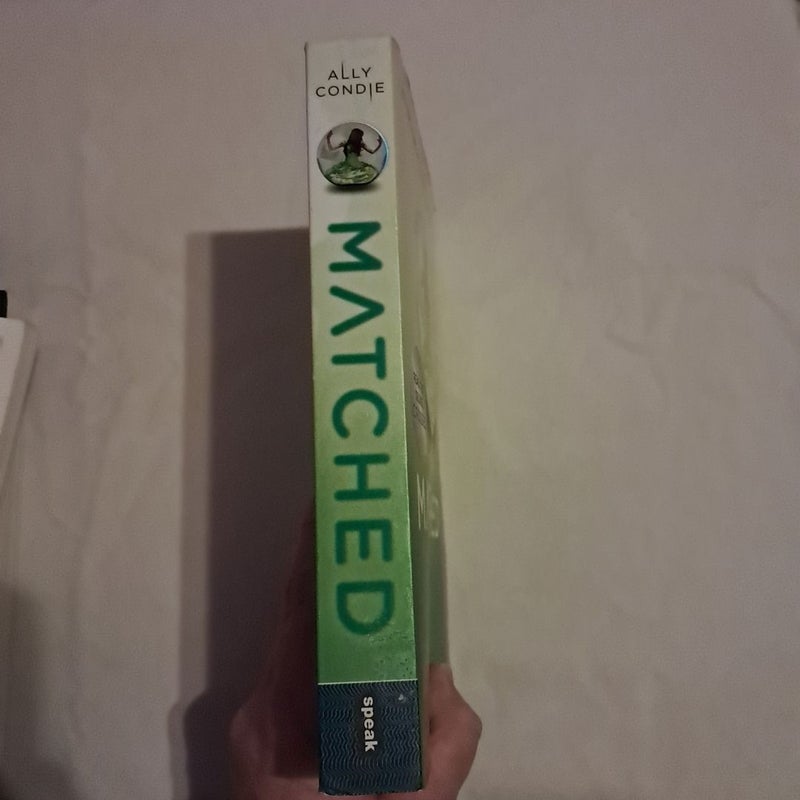 ALLY
CONDIE
MATCHED
speak